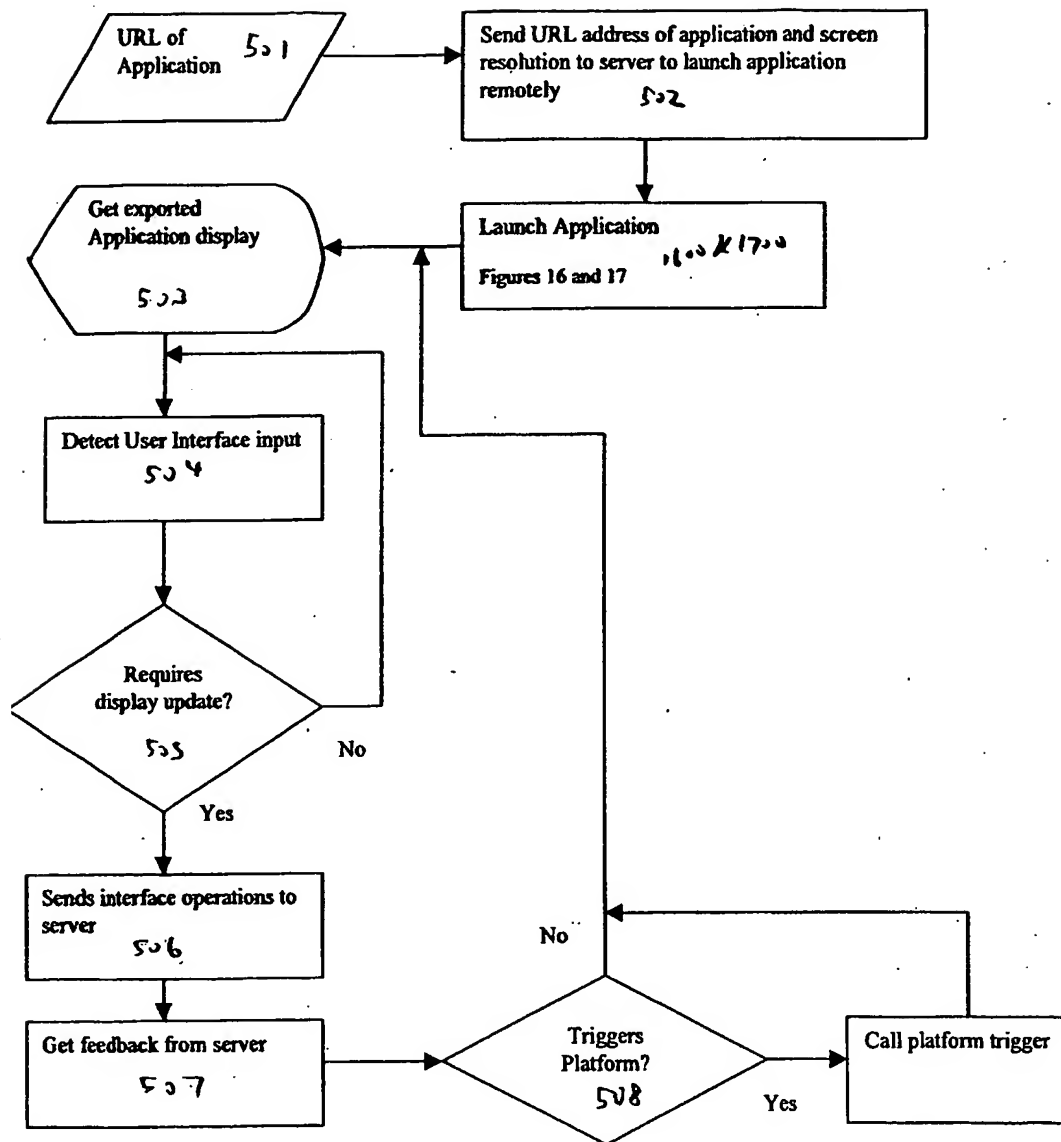 URL of
Application 501
Send URL address of application and screen
resolution to server to launch application
remotely 502
Get exported
Application display
503
Launch Application
1600 & 1700
Figures 16 and 17
Detect User Interface input
504
Requires
display update?
505
No
Yes
Sends interface operations to
server
506
Get feedback from server
507
No
Triggers
Platform?
508
Yes
Call platform trigger